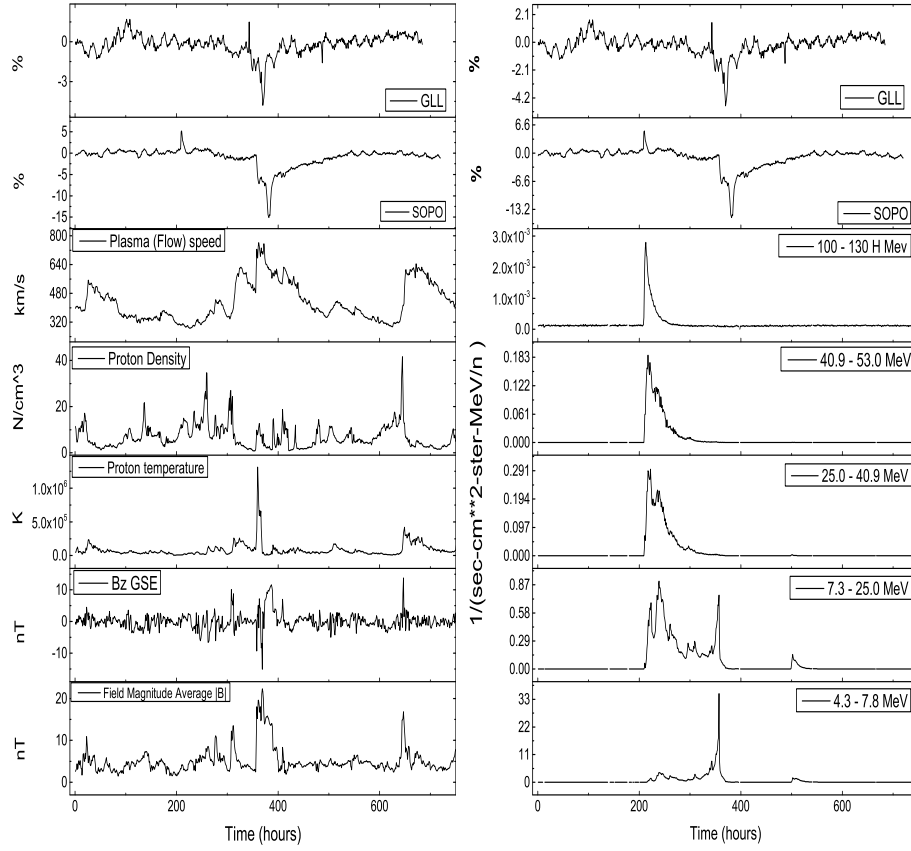 0
-3
%
GLL
5
0
-5
-10
-15
%
SOPO
800
640
480
320
km/s
Plasma (Flow) speed
40
20
0
N/cm^3
Proton Density
1.0x10^6
5.0x10^5
0.0
K
Proton temperature
10
0
-10
nT
Bz GSE
20
10
0
nT
Field Magnitude Average |B|
0
200
400
600
Time (hours)
2.1
0.0
-2.1
-4.2
%
GLL
6.6
0.0
-6.6
-13.2
%
SOPO
3.0x10^-3
1.0x10^-3
0.0
100 - 130 H Mev
1/(sec-cm**2-ster-MeV/n )
0.183
0.122
0.061
0.000
40.9 - 53.0 MeV
0.291
0.194
0.097
0.000
25.0 - 40.9 MeV
0.87
0.58
0.29
0.00
7.3 - 25.0 MeV
33
22
11
0
4.3 - 7.8 MeV
0
200
400
600
Time (hours)